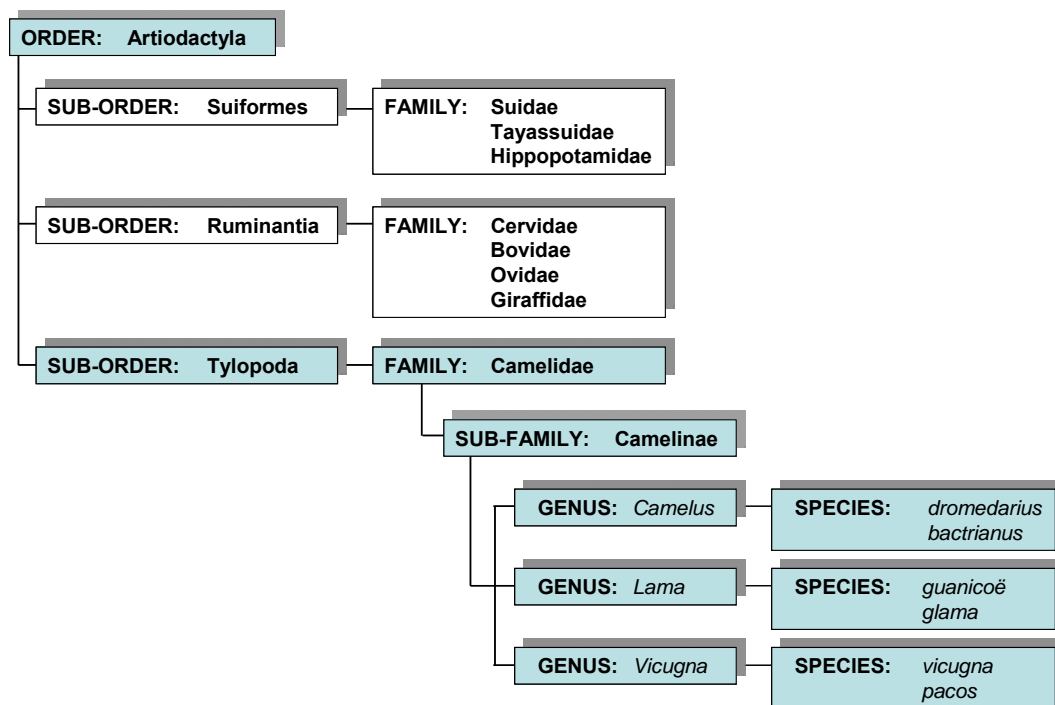 ORDER: Artiodactyla
SUB-ORDER: Suiformes
FAMILY: Suidae
Tayassuidae
Hippopotamidae
SUB-ORDER: Ruminantia
FAMILY: Cervidae
Bovidae
Ovidae
Giraffidae
SUB-ORDER: Tylopoda
FAMILY: Camelidae
SUB-FAMILY: Camelinae
GENUS: Camelus
SPECIES: dromedarius
bactrianus
GENUS: Lama
SPECIES: guanicoë
glama
GENUS: Vicugna
SPECIES: vicugna
pacos